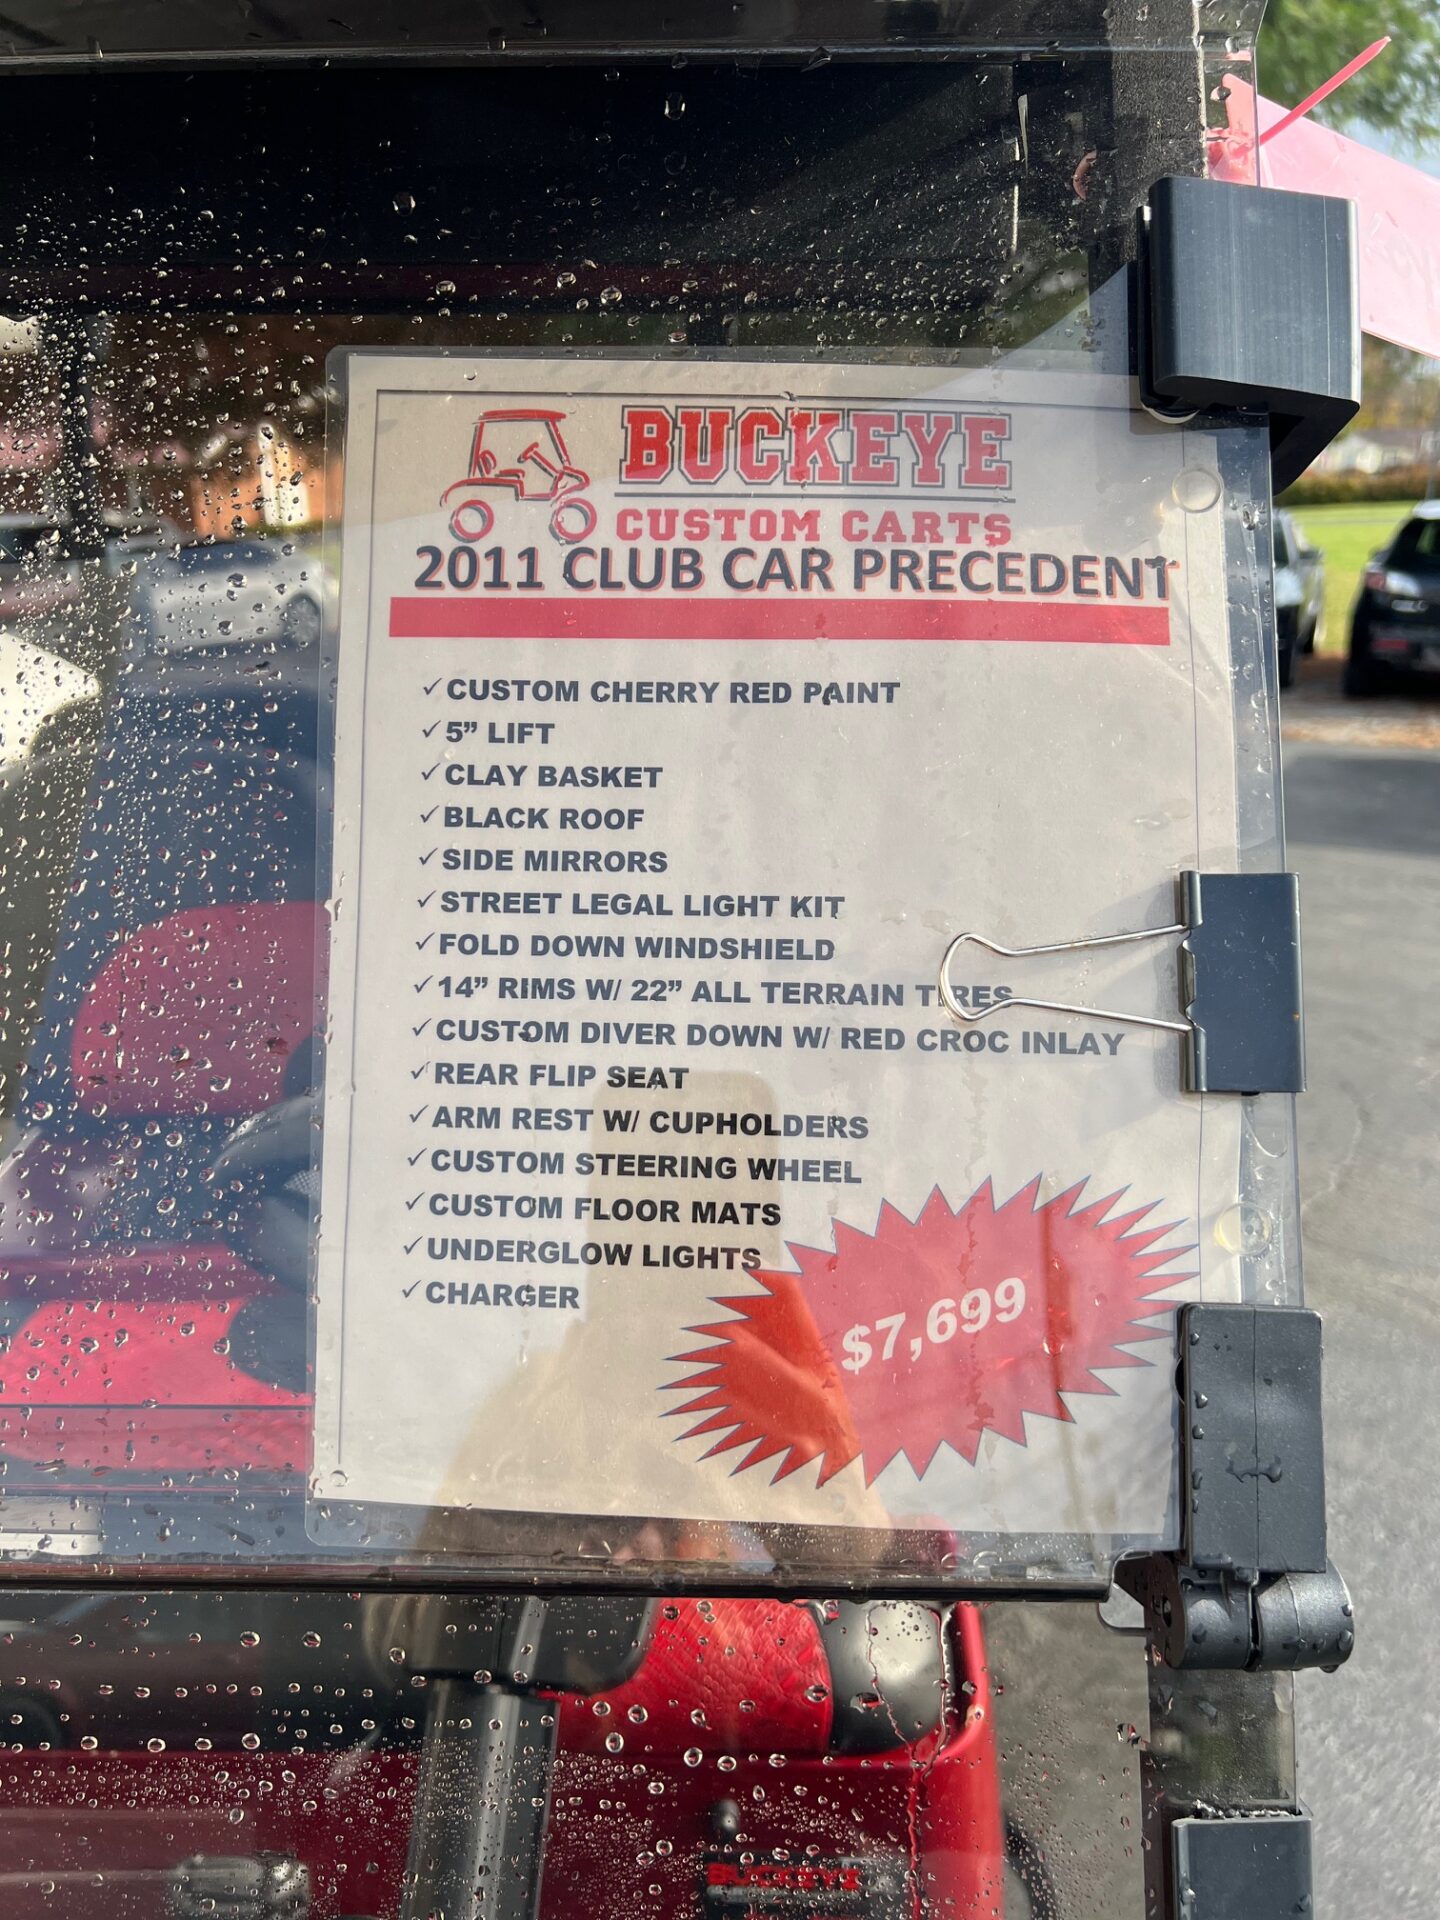 BUCKEYE
CUSTOM CARTS
2011 CLUB CAR PRECEDENT
✓CUSTOM CHERRY RED PAINT
✓5” LIFT
✓CLAY BASKET
✓BLACK ROOF
✓SIDE MIRRORS
✓STREET LEGAL LIGHT KIT
✓FOLD DOWN WINDSHIELD
✓14” RIMS W/ 22” ALL TERRAIN TIRES
✓CUSTOM DIVER DOWN W/ RED CROC INLAY
✓REAR FLIP SEAT
✓ARM REST W/ CUPHOLDERS
✓CUSTOM STEERING WHEEL
✓CUSTOM FLOOR MATS
✓UNDERGLOW LIGHTS
✓CHARGER
$7,699
BUCKEYE